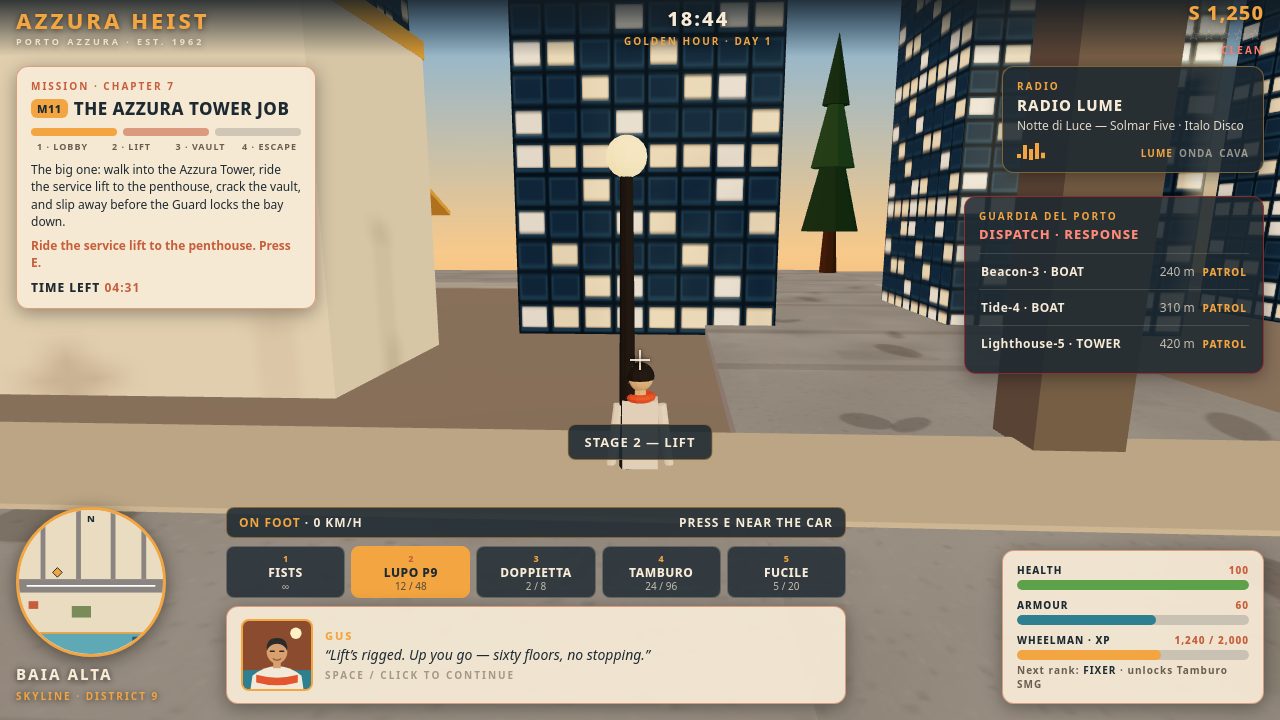 AZZURA HEIST
PORTO AZZURA · EST. 1962
MISSION · CHAPTER 7
M11 THE AZZURA TOWER JOB
1 · LOBBY 2 · LIFT 3 · VAULT 4 · ESCAPE
The big one: walk into the Azzura Tower, ride
the service lift to the penthouse, crack the vault,
and slip away before the Guard locks the bay
down.
Ride the service lift to the penthouse. Press
E.
TIME LEFT 04:31
18:44
GOLDEN HOUR · DAY 1
S 1,250
☆☆☆☆☆
CLEAN
RADIO
RADIO LUME
Notte di Luce — Solmar Five · Italo Disco
LUME ONDA CAVA
GUARDIA DEL PORTO
DISPATCH · RESPONSE
Beacon-3 · BOAT 240 m PATROL
Tide-4 · BOAT 310 m PATROL
Lighthouse-5 · TOWER 420 m PATROL
STAGE 2 — LIFT
N
BAIA ALTA
SKYLINE · DISTRICT 9
ON FOOT · 0 KM/H PRESS E NEAR THE CAR
1 FISTS ∞
2 LUPO P9 12 / 48
3 DOPPIETTA 2 / 8
4 TAMBURO 24 / 96
5 FUCILE 5 / 20
GUS
“Lift’s rigged. Up you go — sixty floors, no stopping.”
SPACE / CLICK TO CONTINUE
HEALTH 100
ARMOUR 60
WHEELMAN · XP 1,240 / 2,000
Next rank: FIXER · unlocks Tamburo
SMG